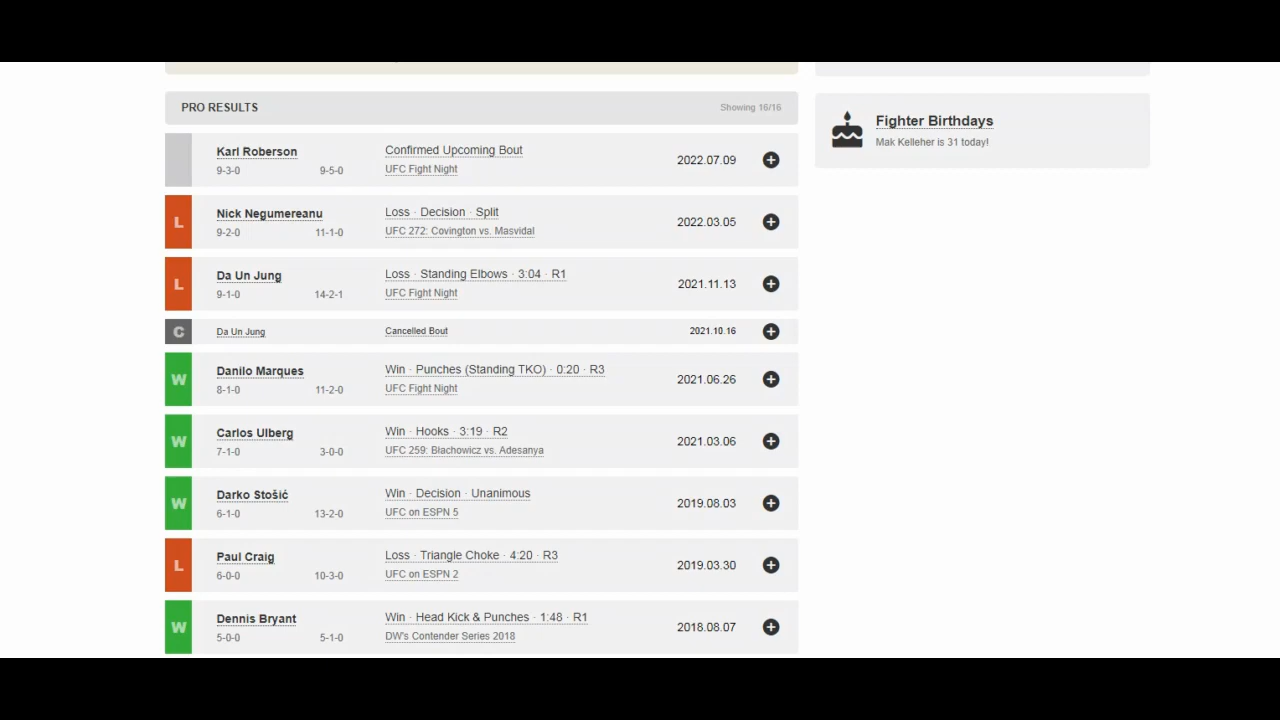 PRO RESULTS
Showing 16/16
Karl Roberson
Confirmed Upcoming Bout
9-3-0
9-5-0
UFC Fight Night
2022.07.09
L
Nick Negumereanu
Loss · Decision · Split
9-2-0
11-1-0
UFC 272: Covington vs. Masvidal
2022.03.05
L
Da Un Jung
Loss · Standing Elbows · 3:04 · R1
9-1-0
14-2-1
UFC Fight Night
2021.11.13
C
Da Un Jung
Cancelled Bout
2021.10.16
W
Danilo Marques
Win · Punches (Standing TKO) · 0:20 · R3
8-1-0
11-2-0
UFC Fight Night
2021.06.26
W
Carlos Ulberg
Win · Hooks · 3:19 · R2
7-1-0
3-0-0
UFC 259: Błachowicz vs. Adesanya
2021.03.06
W
Darko Stošić
Win · Decision · Unanimous
6-1-0
13-2-0
UFC on ESPN 5
2019.08.03
L
Paul Craig
Loss · Triangle Choke · 4:20 · R3
6-0-0
10-3-0
UFC on ESPN 2
2019.03.30
W
Dennis Bryant
Win · Head Kick & Punches · 1:48 · R1
5-0-0
5-1-0
DW's Contender Series 2018
2018.08.07
Fighter Birthdays
Mak Kelleher is 31 today!